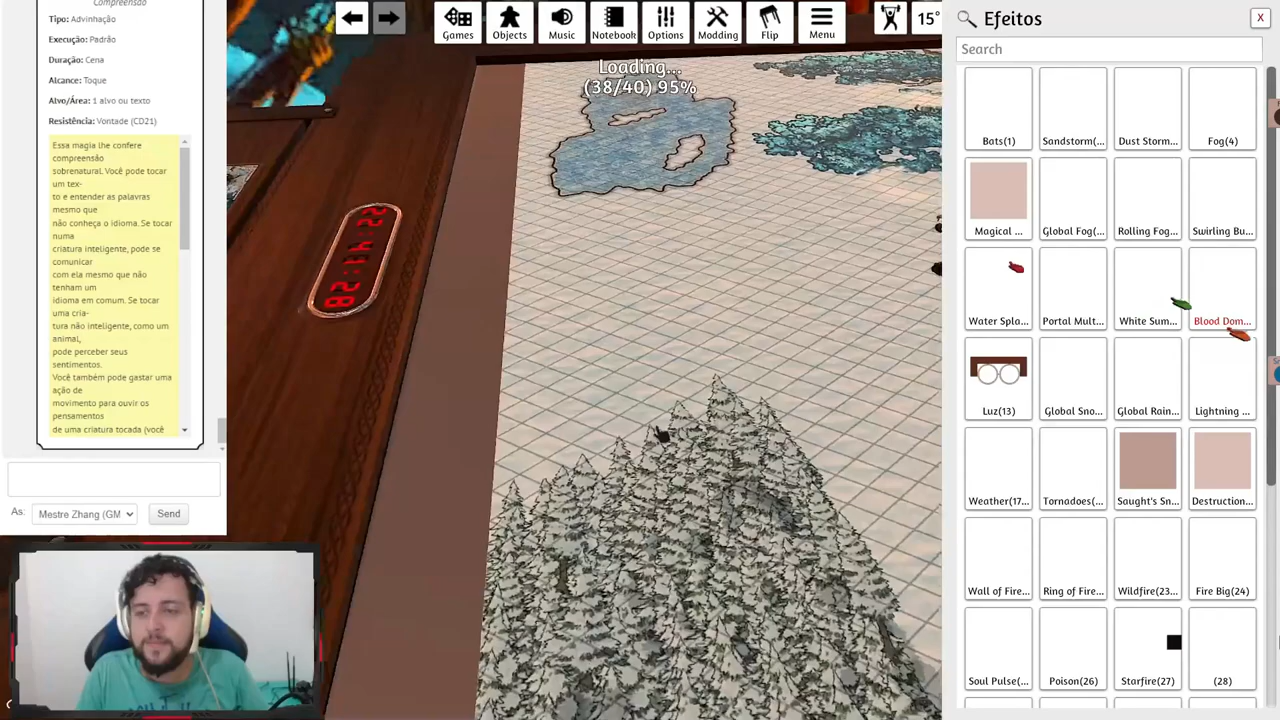 Compreensão
Tipo: Advinhação
Execução: Padrão
Duração: Cena
Alcance: Toque
Alvo/Área: 1 alvo ou texto
Resistência: Vontade (CD21)
Essa magia lhe confere
compreensão
sobrenatural. Você pode tocar
um tex-
to e entender as palavras
mesmo que
não conheça o idioma. Se tocar
numa
criatura inteligente, pode se
comunicar
com ela mesmo que não
tenham um
idioma em comum. Se tocar
uma cria-
tura não inteligente, como um
animal,
pode perceber seus
sentimentos.
Você também pode gastar uma
ação de
movimento para ouvir os
pensamentos
de uma criatura tocada (você
As:
Mestre Zhang (GM
Send
Games
Objects
Music
Notebook
Options
Modding
Flip
Menu
15°
Loading...
(38/40) 95%
Efeitos
X
Search
Bats(1)
Sandstorm(...
Dust Storm...
Fog(4)
Magical ...
Global Fog(...
Rolling Fog...
Swirling Bu...
Water Spla...
Portal Mult...
White Sum...
Blood Dom...
Luz(13)
Global Sno...
Global Rain...
Lightning ...
Weather(17...
Tornadoes(...
Saught's Sn...
Destruction...
Wall of Fire...
Ring of Fire...
Wildfire(23...
Fire Big(24)
Soul Pulse(...
Poison(26)
Starfire(27)
(28)